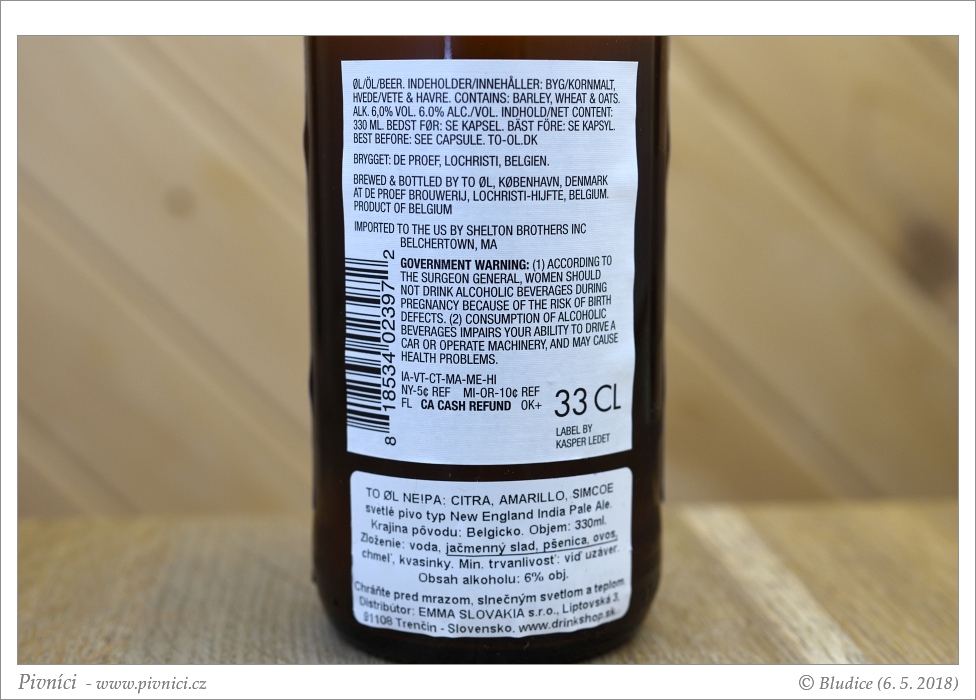 ØL/ÖL/BEER. INDEHOLDER/INNEHÅLLER: BYG/KORNMALT,
HVEDE/VETE & HAVRE. CONTAINS: BARLEY, WHEAT & OATS.
ALK. 6,0% VOL. 6.0% ALC./VOL. INDHOLD/NET CONTENT:
330 ML. BEDST FØR: SE KAPSEL. BÄST FÖRE: SE KAPSYL.
BEST BEFORE: SEE CAPSULE. TO-OL.DK
BRYGGET: DE PROEF, LOCHRISTI, BELGIEN.
BREWED & BOTTLED BY TO ØL, KØBENHAVN, DENMARK
AT DE PROEF BROUWERIJ, LOCHRISTI-HIJFTE, BELGIUM.
PRODUCT OF BELGIUM
IMPORTED TO THE US BY SHELTON BROTHERS INC
BELCHERTOWN, MA
GOVERNMENT WARNING: (1) ACCORDING TO
THE SURGEON GENERAL, WOMEN SHOULD
NOT DRINK ALCOHOLIC BEVERAGES DURING
PREGNANCY BECAUSE OF THE RISK OF BIRTH
DEFECTS. (2) CONSUMPTION OF ALCOHOLIC
BEVERAGES IMPAIRS YOUR ABILITY TO DRIVE A
CAR OR OPERATE MACHINERY, AND MAY CAUSE
HEALTH PROBLEMS.
IA-VT-CT-MA-ME-HI
NY-5¢ REF MI-OR-10¢ REF
FL CA CASH REFUND OK+
33 CL
LABEL BY
KASPER LEDET
8 18534 02397 2
TO ØL NE!PA: CITRA, AMARILLO, SIMCOE
svetlé pivo typ New England India Pale Ale.
Krajina pôvodu: Belgicko. Objem: 330ml.
Zloženie: voda, jačmenný slad, pšenica, ovos,
chmeľ, kvasinky. Min. trvanlivosť: viď uzáver.
Obsah alkoholu: 6% obj.
Chráňte pred mrazom, slnečným svetlom a teplom.
Distribútor: EMMA SLOVAKIA s.r.o., Liptovská 3,
91108 Trenčín - Slovensko. www.drinkshop.sk
Pivníci - www.pivnici.cz
© Bludice (6. 5. 2018)